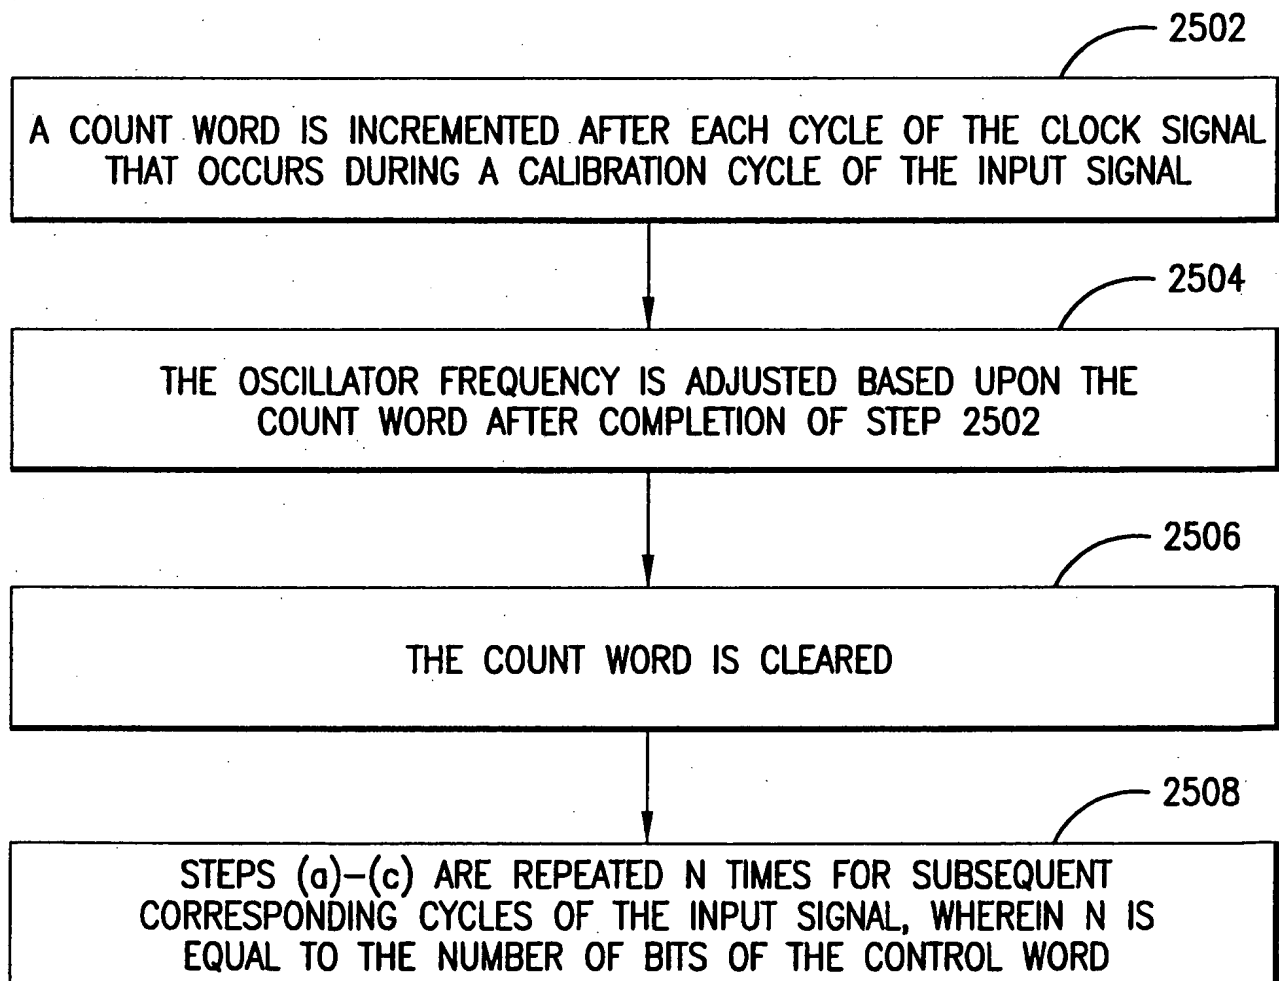 2502
A COUNT WORD IS INCREMENTED AFTER EACH CYCLE OF THE CLOCK SIGNAL
THAT OCCURS DURING A CALIBRATION CYCLE OF THE INPUT SIGNAL
2504
THE OSCILLATOR FREQUENCY IS ADJUSTED BASED UPON THE
COUNT WORD AFTER COMPLETION OF STEP 2502
2506
THE COUNT WORD IS CLEARED
2508
STEPS (a)–(c) ARE REPEATED N TIMES FOR SUBSEQUENT
CORRESPONDING CYCLES OF THE INPUT SIGNAL, WHEREIN N IS
EQUAL TO THE NUMBER OF BITS OF THE CONTROL WORD